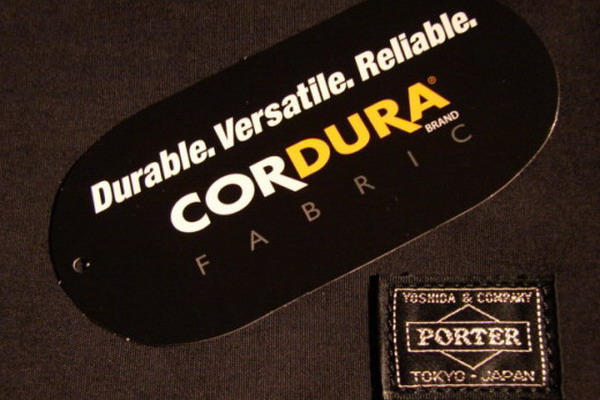 Durable. Versatile. Reliable.
CORDURA®
BRAND
FABRIC
YOSHIDA & COMPANY
PORTER
TOKYO - JAPAN